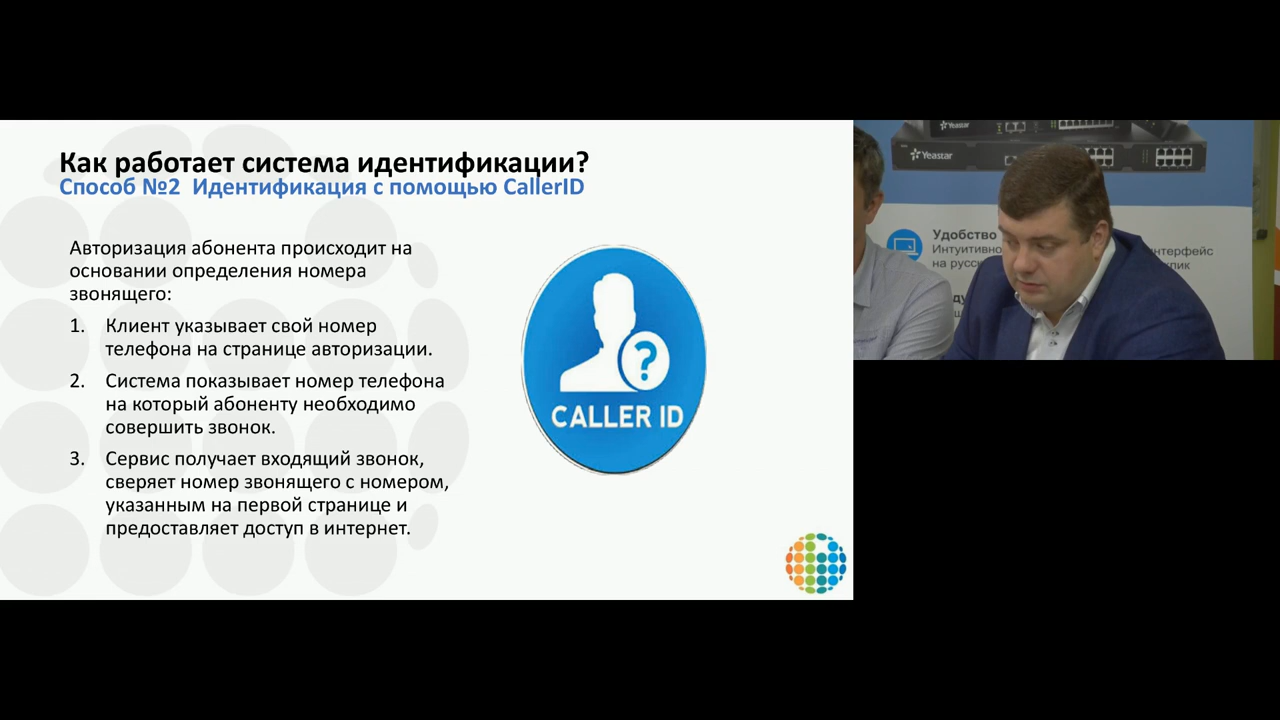 Как работает система идентификации?
Способ №2 Идентификация с помощью CallerID
Авторизация абонента происходит на
основании определения номера
звонящего:
1. Клиент указывает свой номер
телефона на странице авторизации.
2. Система показывает номер телефона
на который абоненту необходимо
совершить звонок.
3. Сервис получает входящий звонок,
сверяет номер звонящего с номером,
указанным на первой странице и
предоставляет доступ в интернет.
CALLER ID
Yeastar
Yeastar
Yeastar
Удобство
Интуитивно
нтерфейс
на русск
лик